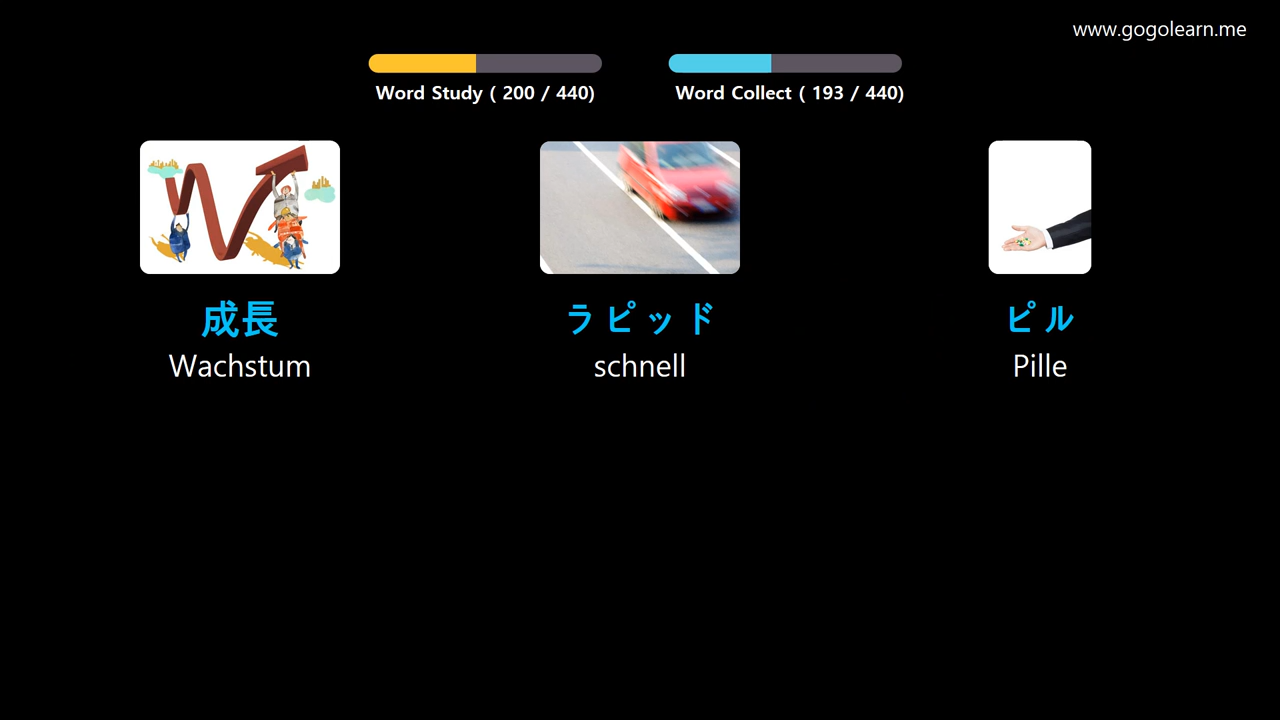 www.gogolearn.me
Word Study ( 200 / 440)
Word Collect ( 193 / 440)
成長
Wachstum
ラピッド
schnell
ピル
Pille